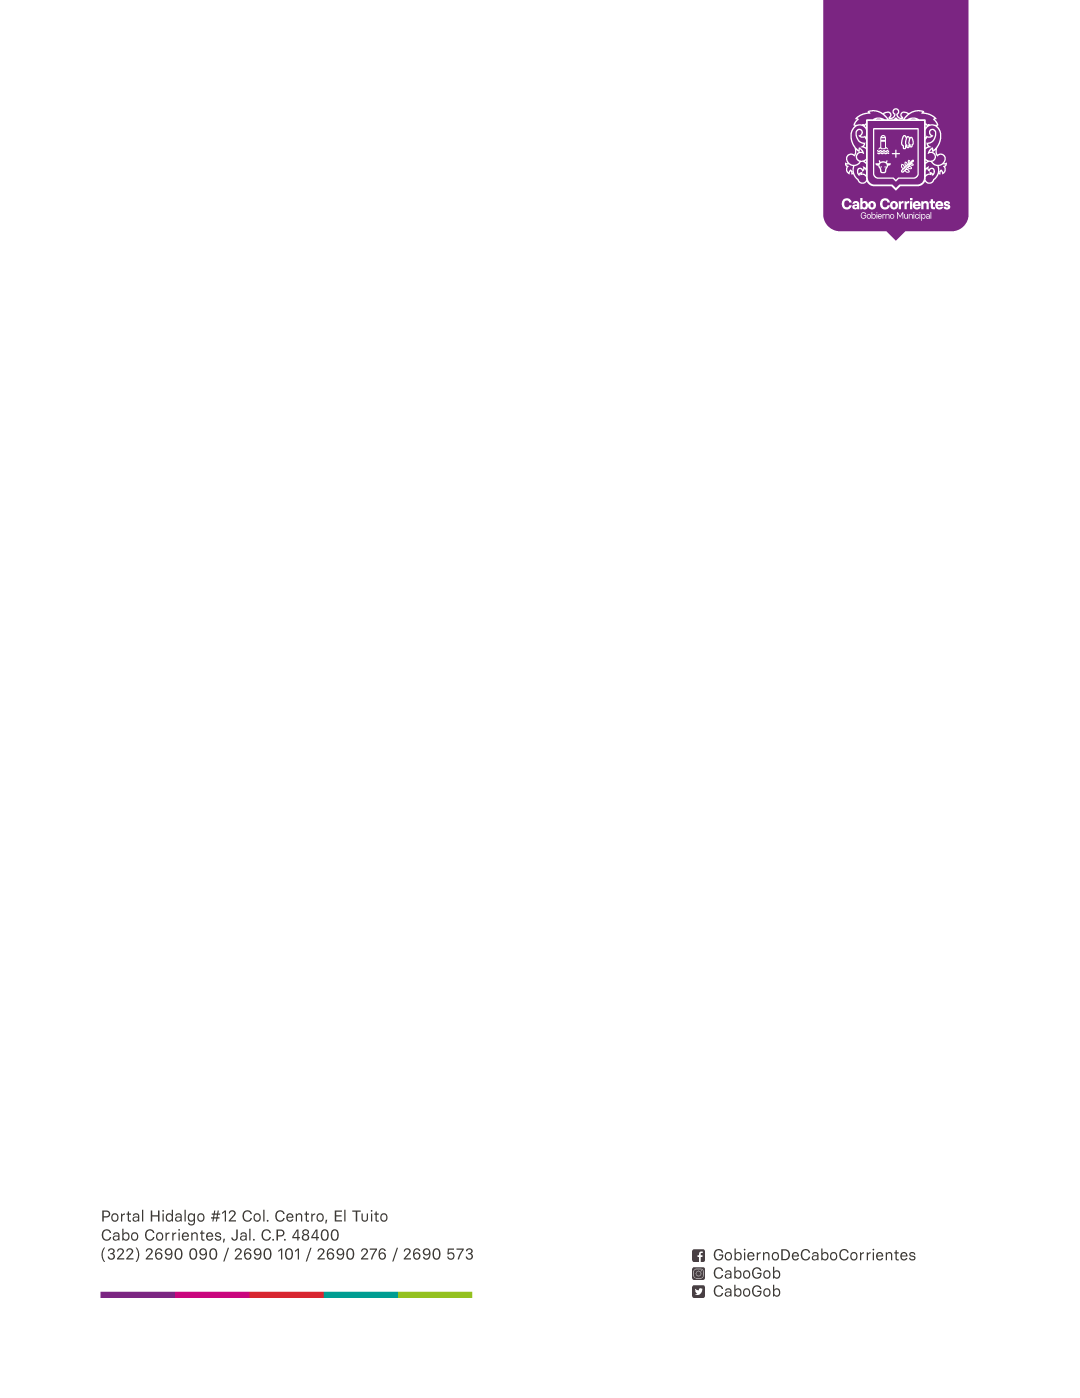 Cabo Corrientes
Gobierno Municipal
Portal Hidalgo #12 Col. Centro, El Tuito
Cabo Corrientes, Jal. C.P. 48400
(322) 2690 090 / 2690 101 / 2690 276 / 2690 573
GobiernoDeCaboCorrientes
CaboGob
CaboGob